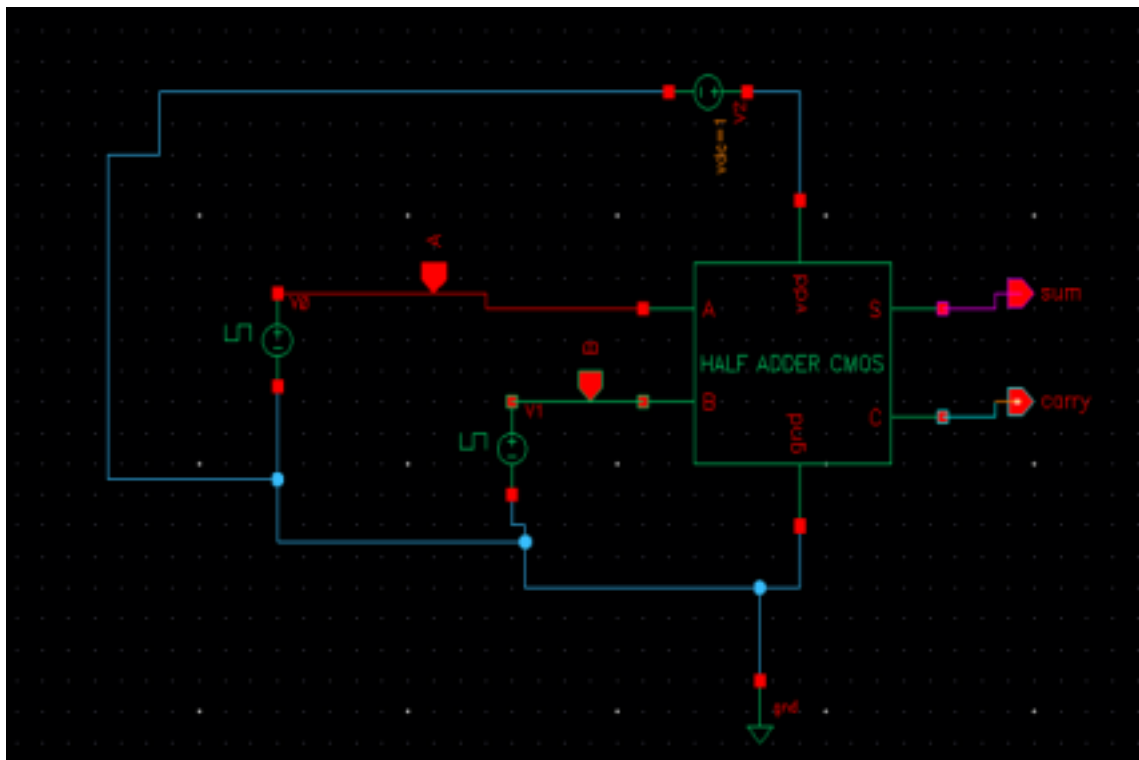 V2
vdc=1
A
V0
vdd
sum
A
S
B
HALF ADDER CMOS
V1
B
carry
C
gnd
gnd